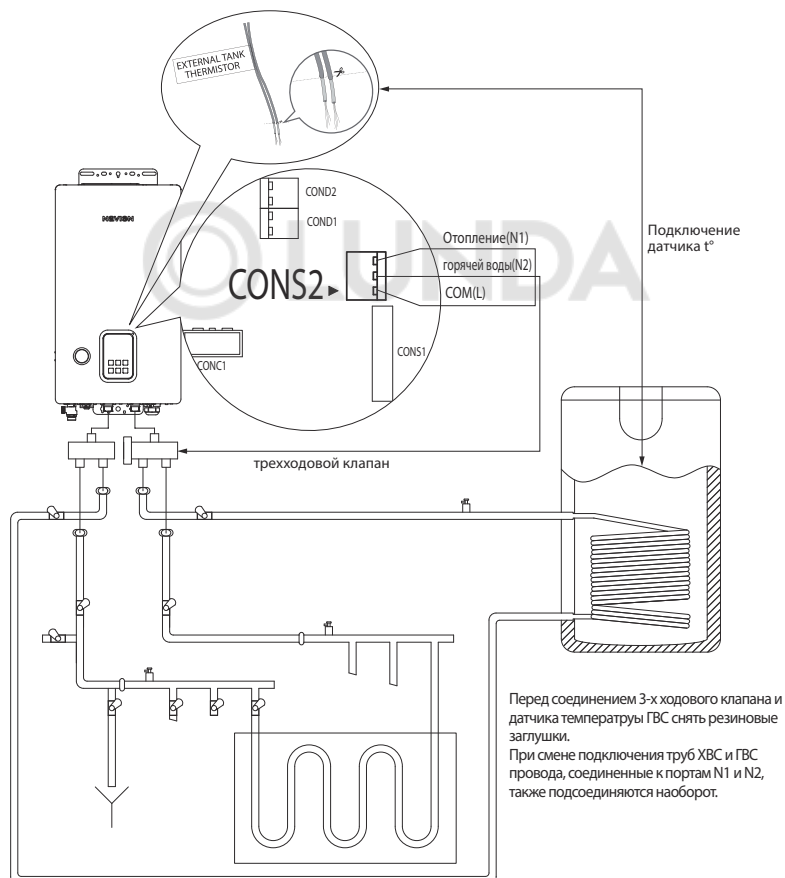 EXTERNAL TANK
THERMISTOR
NEVIEN
COND2
COND1
LUNDA
Отопление(N1)
горячей воды(N2)
COM(L)
CONS2
CONS1
CONC1
Подключение
датчика t°
трехходовой клапан
Перед соединением 3-х ходового клапана и
датчика температруы ГВС снять резиновые
заглушки.
При смене подключения труб ХВС и ГВС
провода, соединенные к портам N1 и N2,
также подсоединяются наоборот.